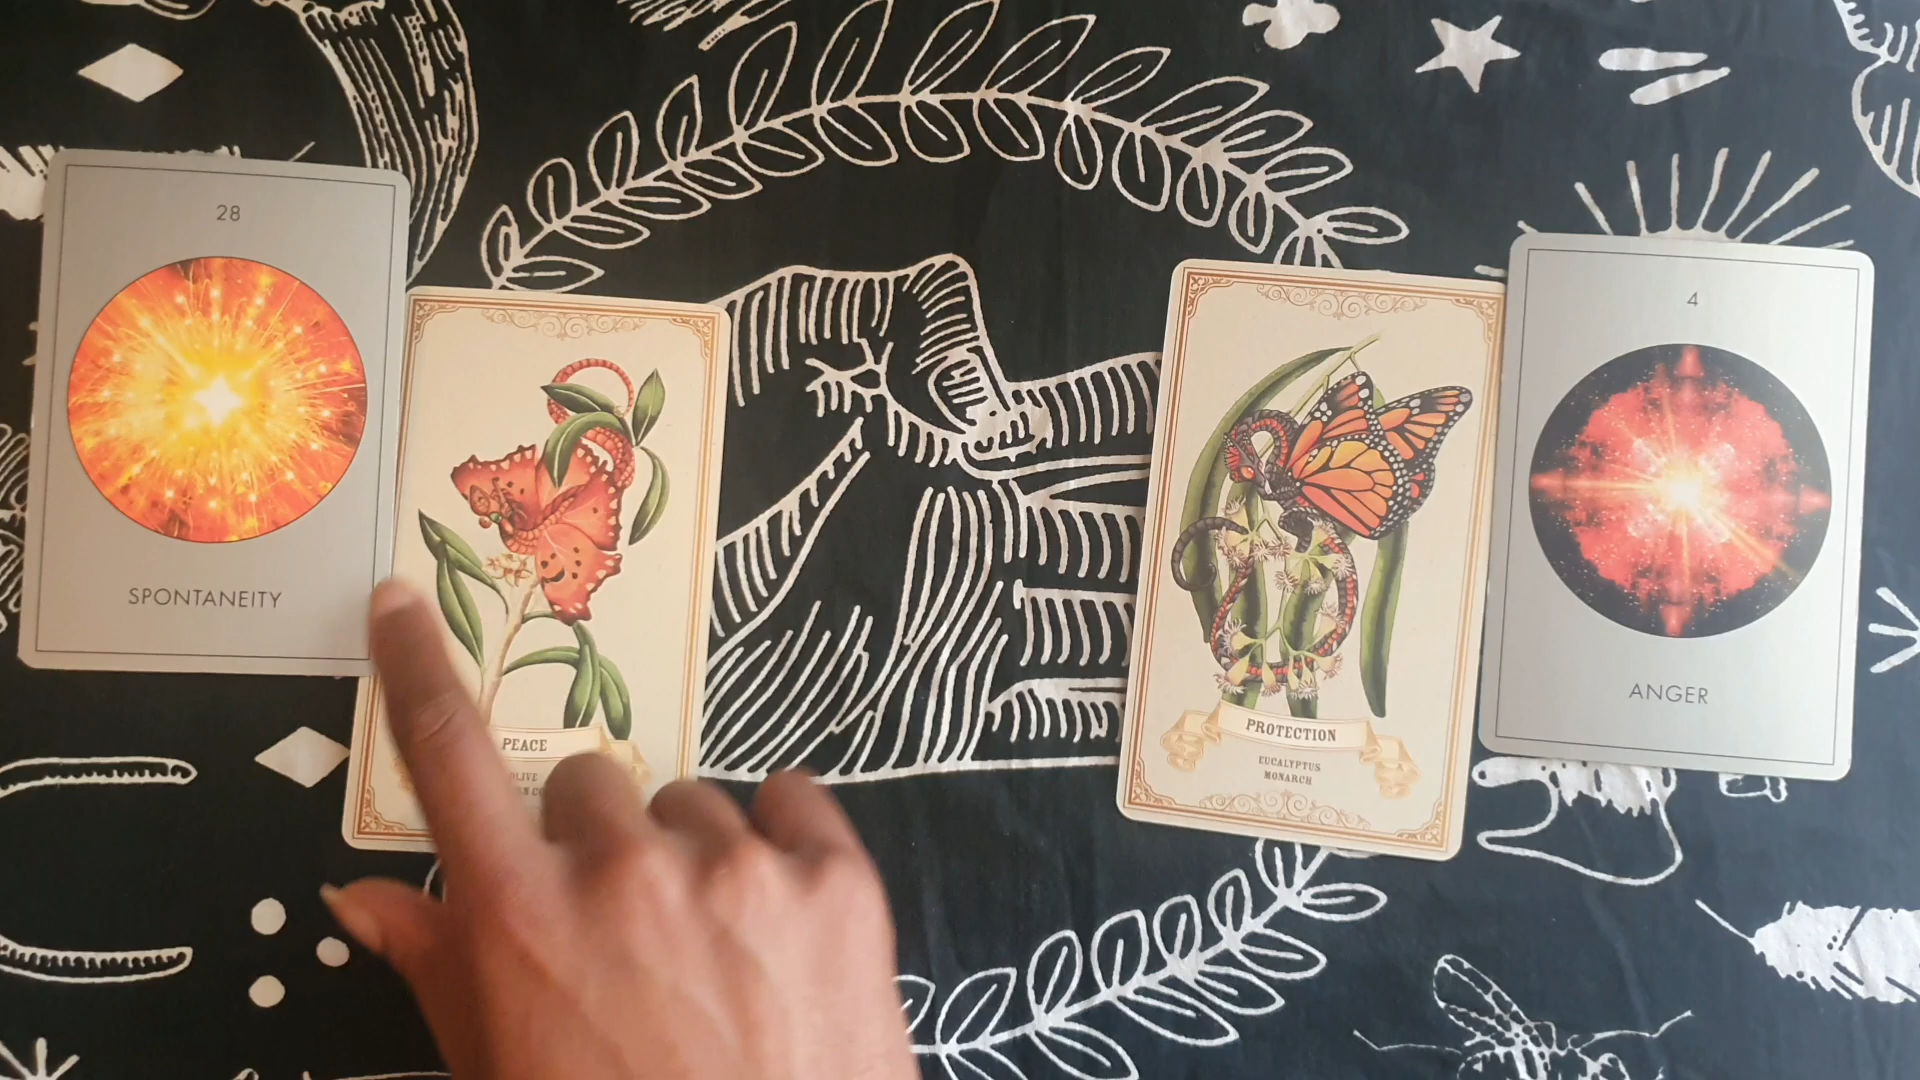 28
SPONTANEITY
PEACE
OLIVE
PROTECTION
EUCALYPTUS
MONARCH
4
ANGER